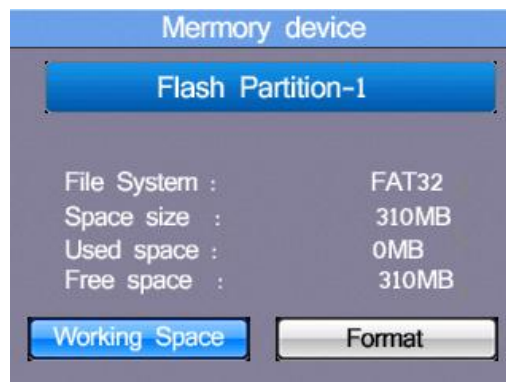 Mermory device
Flash Partition-1
File System : FAT32
Space size : 310MB
Used space : 0MB
Free space : 310MB
Working Space Format